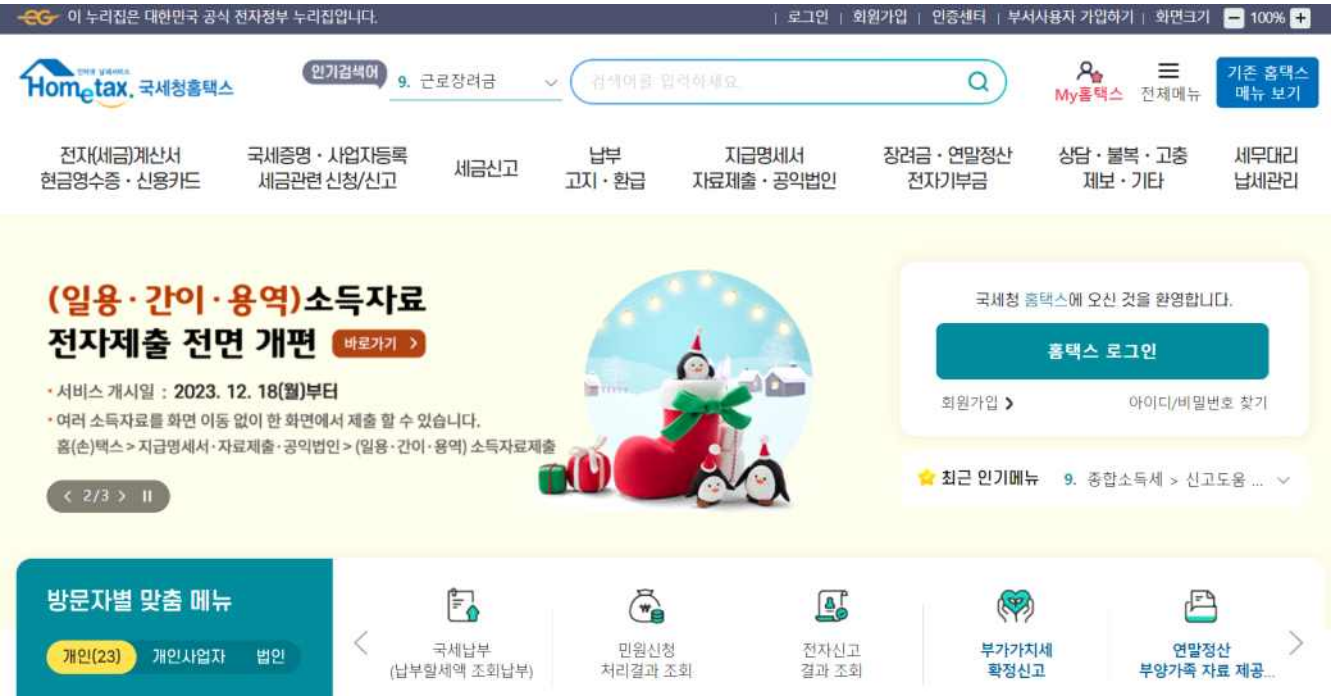 이 누리집은 대한민국 공식 전자정부 누리집입니다.
로그인 | 회원가입 | 인증센터 | 부서사용자 가입하기 | 화면크기 100%
Hometax. 국세청홈택스
인기검색어 9. 근로장려금
검색어를 입력하세요.
My홈택스
전체메뉴
기존 홈택스
메뉴 보기
전자(세금)계산서
현금영수증·신용카드
국세증명·사업자등록
세금관련 신청/신고
세금신고
납부
고지·환급
지급명세서
자료제출·공익법인
장려금·연말정산
전자기부금
상담·불복·고충
제보·기타
세무대리
납세관리
(일용·간이·용역)소득자료
전자제출 전면 개편 바로가기 >
• 서비스 개시일 : 2023. 12. 18(월)부터
• 여러 소득자료를 화면 이동 없이 한 화면에서 제출 할 수 있습니다.
홈(손)택스 > 지급명세서·자료제출·공익법인 > (일용·간이·용역) 소득자료제출
< 2/3 > II
국세청 홈택스에 오신 것을 환영합니다.
홈택스 로그인
회원가입 >
아이디/비밀번호 찾기
최근 인기메뉴 9. 종합소득세 > 신고도움 ...
방문자별 맞춤 메뉴
개인(23) 개인사업자 법인
국세납부
(납부할세액 조회납부)
민원신청
처리결과 조회
전자신고
결과 조회
부가가치세
확정신고
연말정산
부양가족 자료 제공...